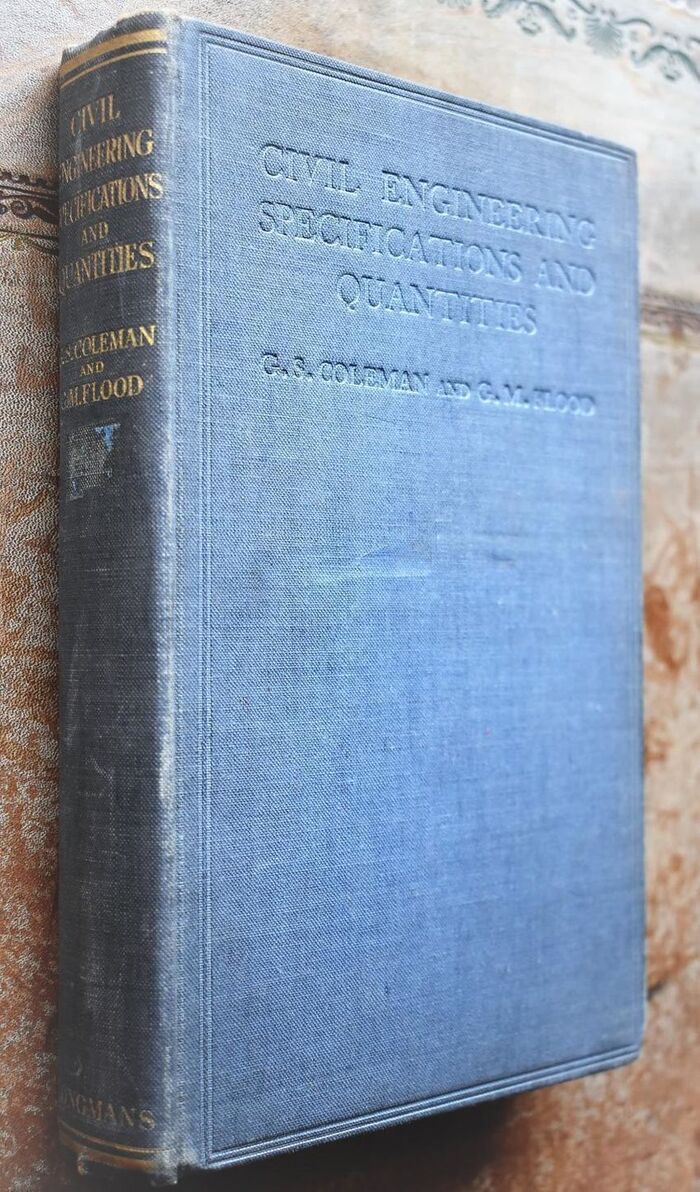 CIVIL
ENGINEERING
SPECIFICATIONS
AND
QUANTITIES
G.S. COLEMAN
AND
G.M. FLOOD
LONGMANS
CIVIL ENGINEERING
SPECIFICATIONS AND
QUANTITIES
G. S. COLEMAN AND G. M. FLOOD